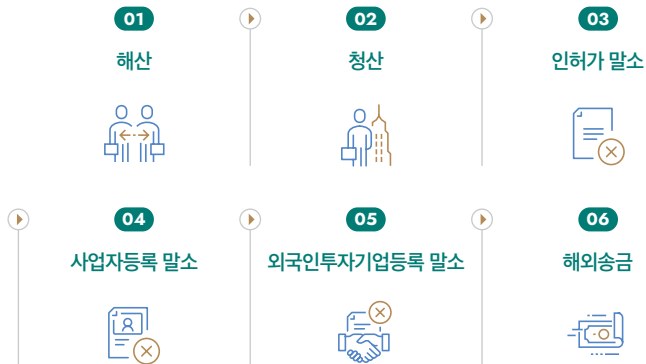 01
해산
02
청산
03
인허가 말소
04
사업자등록 말소
05
외국인투자기업등록 말소
06
해외송금